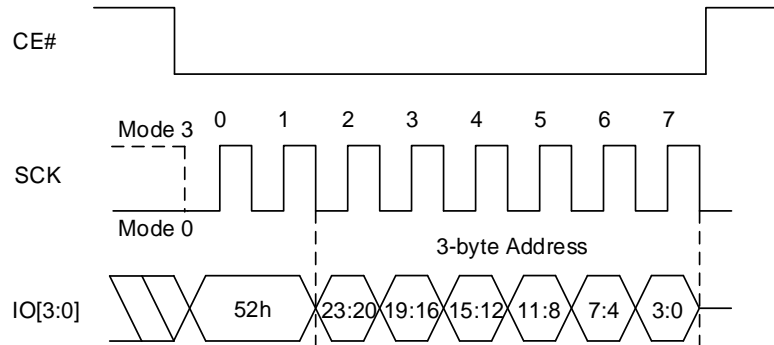 CE#
Mode 3
0 1 2 3 4 5 6 7
SCK
Mode 0
3-byte Address
IO[3:0]
52h 23:20 19:16 15:12 11:8 7:4 3:0